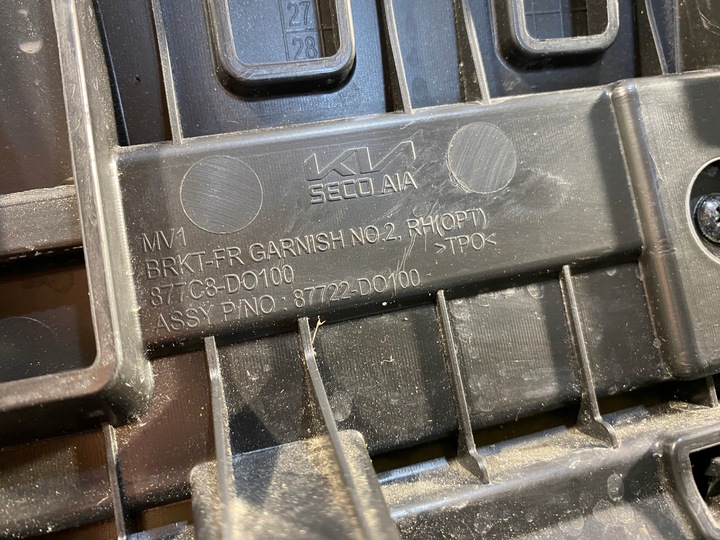 27
28
KIA
SECO AIA
MV1
BRKT-FR GARNISH NO.2, RH(OPT)
877C8-DO100
>TPO<
ASSY P/NO : 87722-DO100